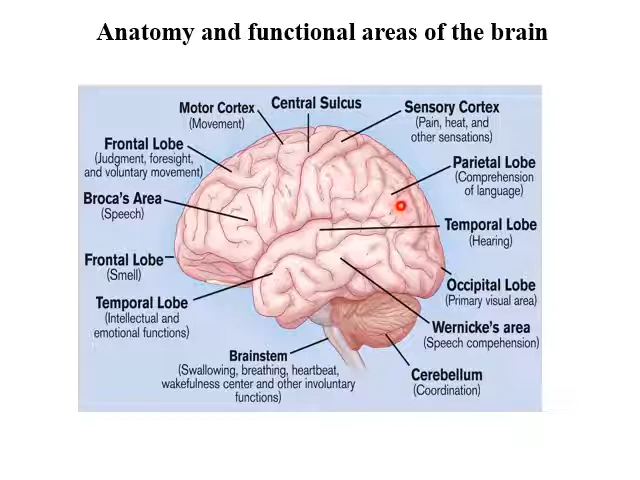 Anatomy and functional areas of the brain
Motor Cortex
(Movement)
Central Sulcus
Sensory Cortex
(Pain, heat, and
other sensations)
Frontal Lobe
(Judgment, foresight,
and voluntary movement)
Parietal Lobe
(Comprehension
of language)
Broca's Area
(Speech)
Temporal Lobe
(Hearing)
Frontal Lobe
(Smell)
Occipital Lobe
(Primary visual area)
Temporal Lobe
(Intellectual and
emotional functions)
Wernicke's area
(Speech compehension)
Brainstem
(Swallowing, breathing, heartbeat,
wakefulness center and other involuntary
functions)
Cerebellum
(Coordination)